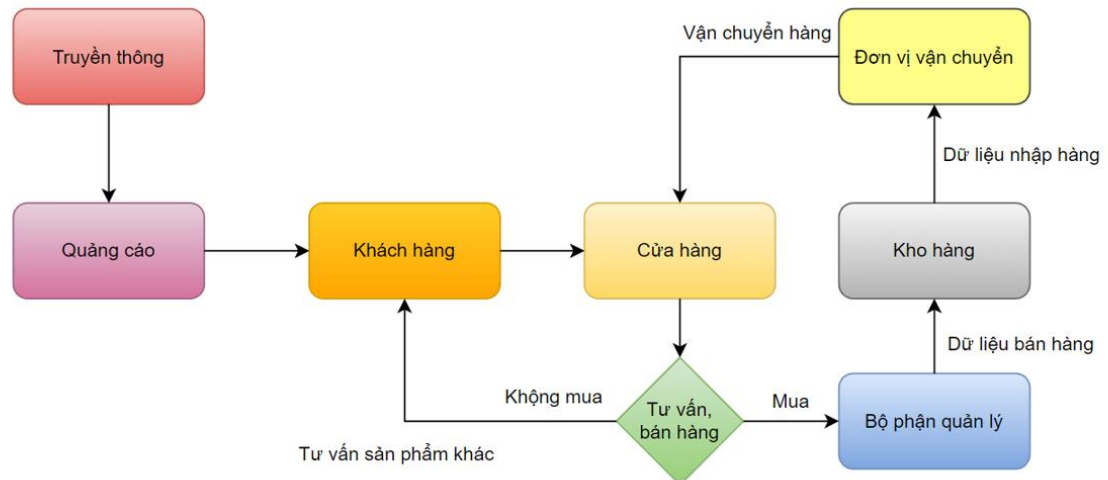 Truyền thông
Vận chuyển hàng
Đơn vị vận chuyển
Dữ liệu nhập hàng
Quảng cáo
Khách hàng
Cửa hàng
Kho hàng
Dữ liệu bán hàng
Khộng mua
Tư vấn,
bán hàng
Mua
Bộ phận quản lý
Tư vấn sản phẩm khác